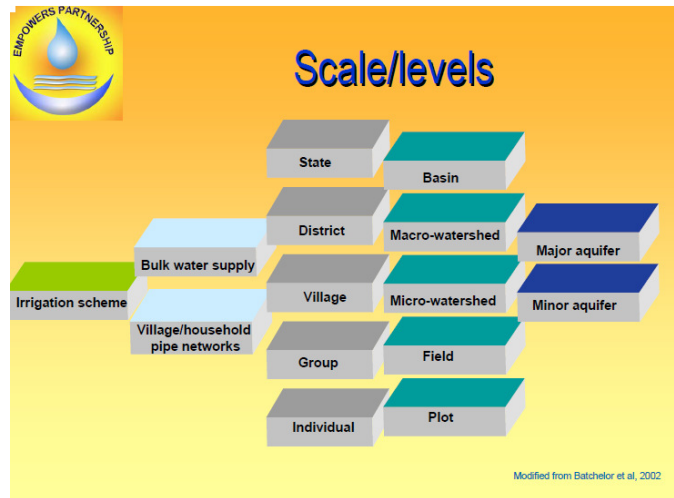 EMPOWERS PARTNERSHIP
Scale/levels
State
Basin
District
Macro-watershed
Bulk water supply
Major aquifer
Irrigation scheme
Village
Micro-watershed
Minor aquifer
Village/household
pipe networks
Group
Field
Individual
Plot
Modified from Batchelor et al, 2002